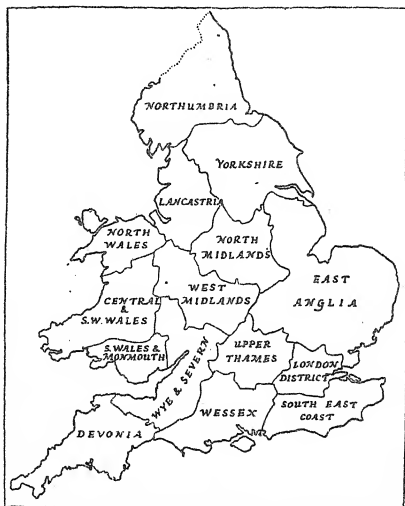 NORTHUMBRIA
YORKSHIRE
LANCASTRIA
NORTH
WALES
NORTH
MIDLANDS
EAST
ANGLIA
WEST
MIDLANDS
CENTRAL
&
S.W. WALES
S. WALES &
MONMOUTH
WYE & SEVERN
UPPER
THAMES
LONDON
DISTRICT
WESSEX
SOUTH EAST
COAST
DEVONIA